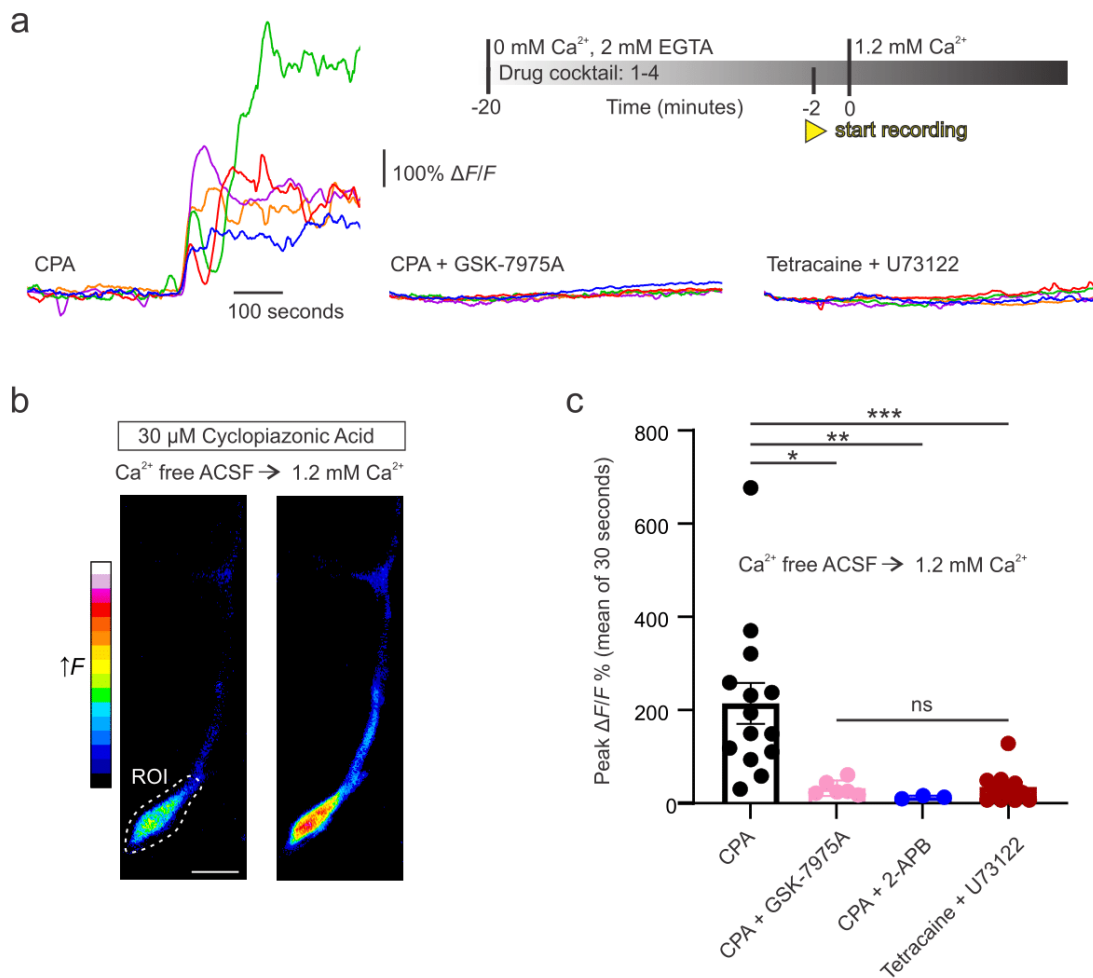 a
0 mM Ca²⁺, 2 mM EGTA
1.2 mM Ca²⁺
Drug cocktail: 1-4
-20
Time (minutes)
-2
0
start recording
100% ΔF/F
CPA
100 seconds
CPA + GSK-7975A
Tetracaine + U73122
b
30 µM Cyclopiazonic Acid
Ca²⁺ free ACSF → 1.2 mM Ca²⁺
↑F
ROI
c
Peak ΔF/F % (mean of 30 seconds)
800
600
400
200
0
***
**
*
Ca²⁺ free ACSF → 1.2 mM Ca²⁺
ns
CPA
CPA + GSK-7975A
CPA + 2-APB
Tetracaine + U73122